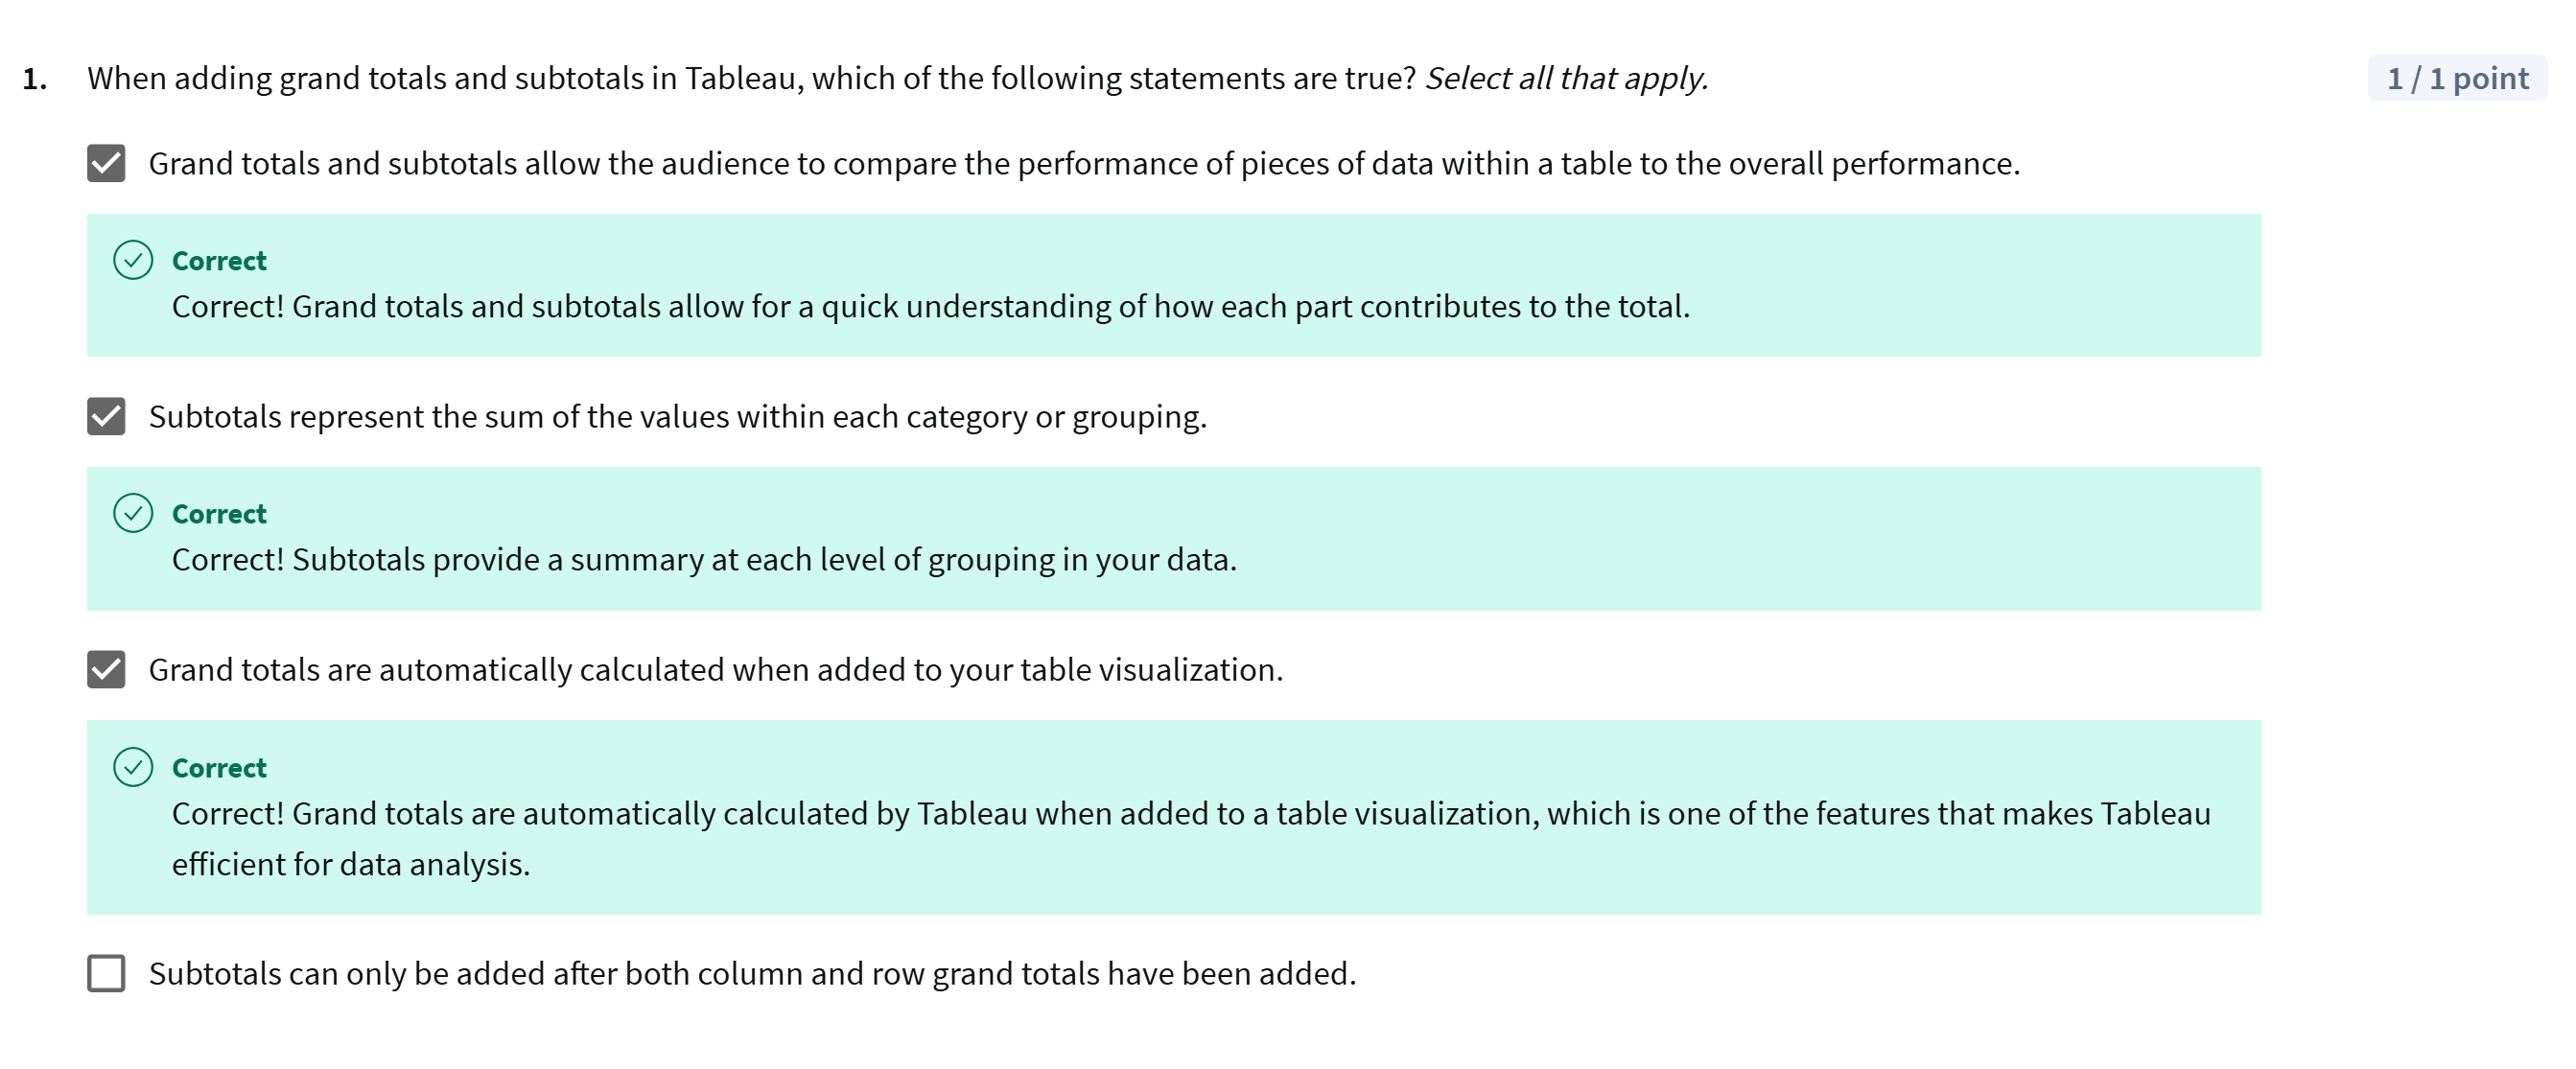 1. When adding grand totals and subtotals in Tableau, which of the following statements are true? Select all that apply.
1 / 1 point
Grand totals and subtotals allow the audience to compare the performance of pieces of data within a table to the overall performance.
Correct
Correct! Grand totals and subtotals allow for a quick understanding of how each part contributes to the total.
Subtotals represent the sum of the values within each category or grouping.
Correct
Correct! Subtotals provide a summary at each level of grouping in your data.
Grand totals are automatically calculated when added to your table visualization.
Correct
Correct! Grand totals are automatically calculated by Tableau when added to a table visualization, which is one of the features that makes Tableau
efficient for data analysis.
Subtotals can only be added after both column and row grand totals have been added.